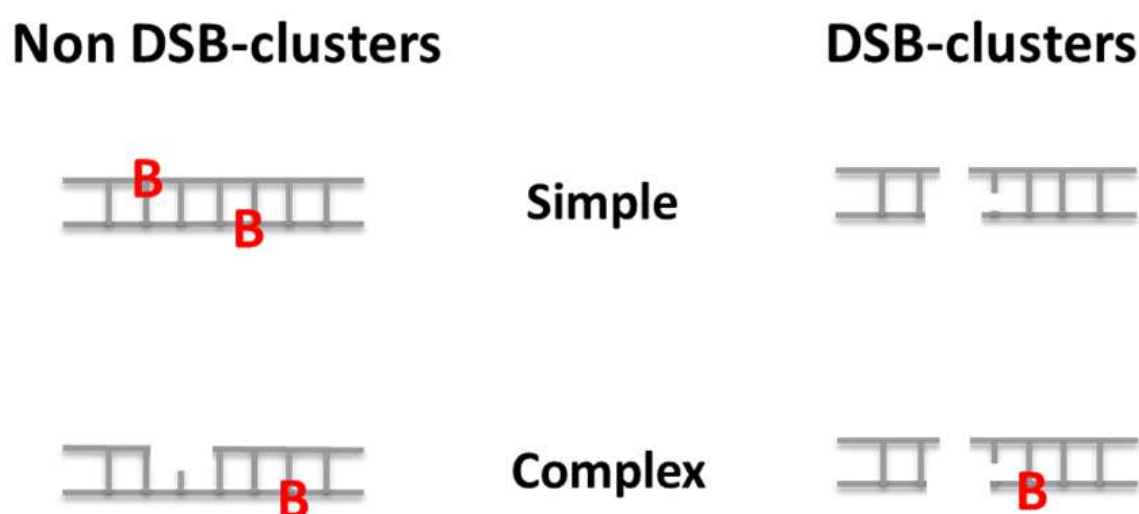 Non DSB-clusters
DSB-clusters
B
B
Simple
Complex
B
B